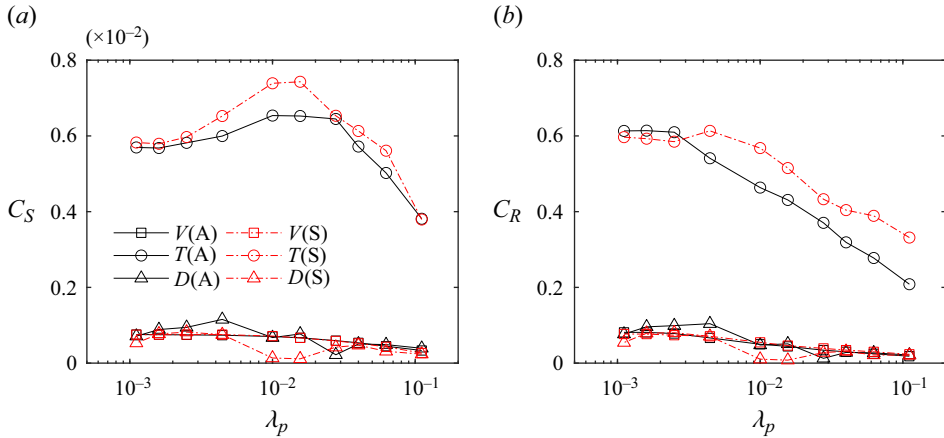 (a)
(×10⁻²)
0.8
0.6
C_S 0.4
0.2
0
V(A) V(S)
T(A) T(S)
D(A) D(S)
10⁻³ 10⁻² 10⁻¹
λ_p
(b)
0.8
0.6
C_R 0.4
0.2
0
10⁻³ 10⁻² 10⁻¹
λ_p